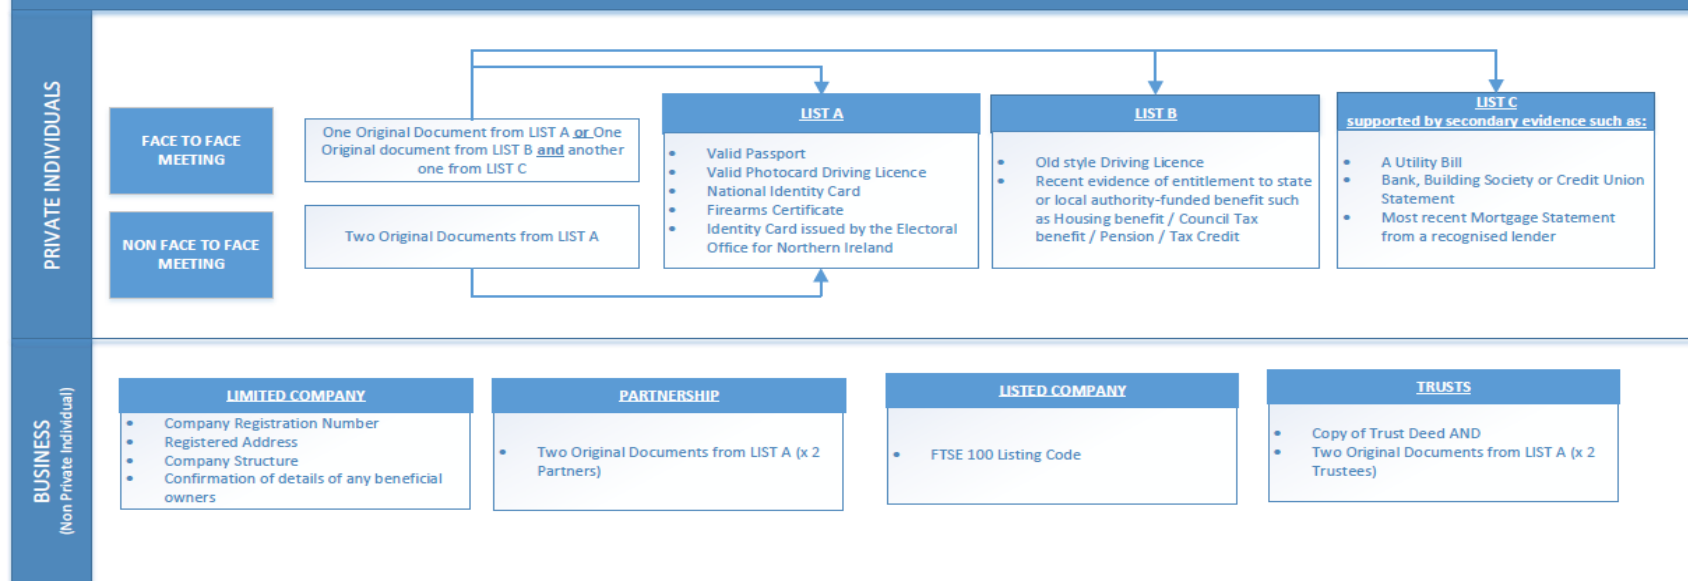 PRIVATE INDIVIDUALS
FACE TO FACE
MEETING
One Original Document from LIST A or One
Original document from LIST B and another
one from LIST C
NON FACE TO FACE
MEETING
Two Original Documents from LIST A
LIST A
• Valid Passport
• Valid Photocard Driving Licence
• National Identity Card
• Firearms Certificate
• Identity Card issued by the Electoral
Office for Northern Ireland
LIST B
• Old style Driving Licence
• Recent evidence of entitlement to state
or local authority-funded benefit such
as Housing benefit / Council Tax
benefit / Pension / Tax Credit
LIST C
supported by secondary evidence such as:
• A Utility Bill
• Bank, Building Society or Credit Union
Statement
• Most recent Mortgage Statement
from a recognised lender
BUSINESS
(Non Private Individual)
LIMITED COMPANY
• Company Registration Number
• Registered Address
• Company Structure
• Confirmation of details of any beneficial
owners
PARTNERSHIP
• Two Original Documents from LIST A (x 2
Partners)
LISTED COMPANY
• FTSE 100 Listing Code
TRUSTS
• Copy of Trust Deed AND
• Two Original Documents from LIST A (x 2
Trustees)